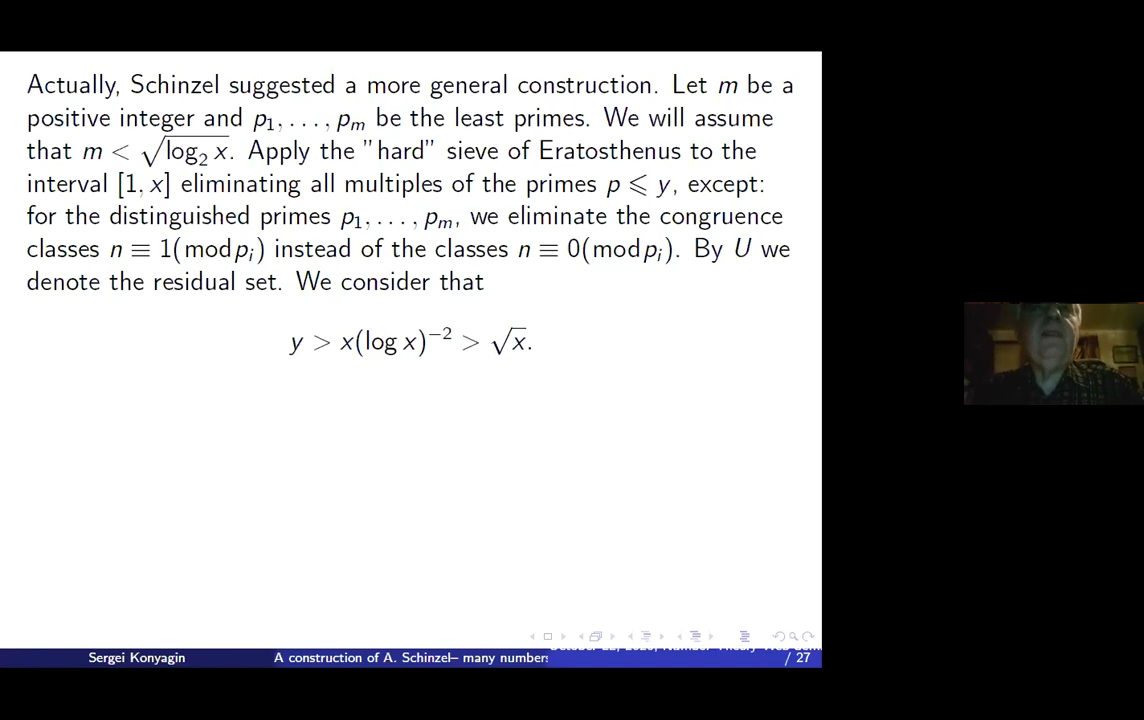 Actually, Schinzel suggested a more general construction. Let m be a
positive integer and p₁, . . . , pₘ be the least primes. We will assume
that m < √log₂ x. Apply the ”hard” sieve of Eratosthenus to the
interval [1, x] eliminating all multiples of the primes p ⩽ y, except:
for the distinguished primes p₁, . . . , pₘ, we eliminate the congruence
classes n ≡ 1(mod pᵢ) instead of the classes n ≡ 0(mod pᵢ). By U we
denote the residual set. We consider that
y > x(log x)⁻² > √x.
Sergei Konyagin
A construction of A. Schinzel– many numbers
/ 27